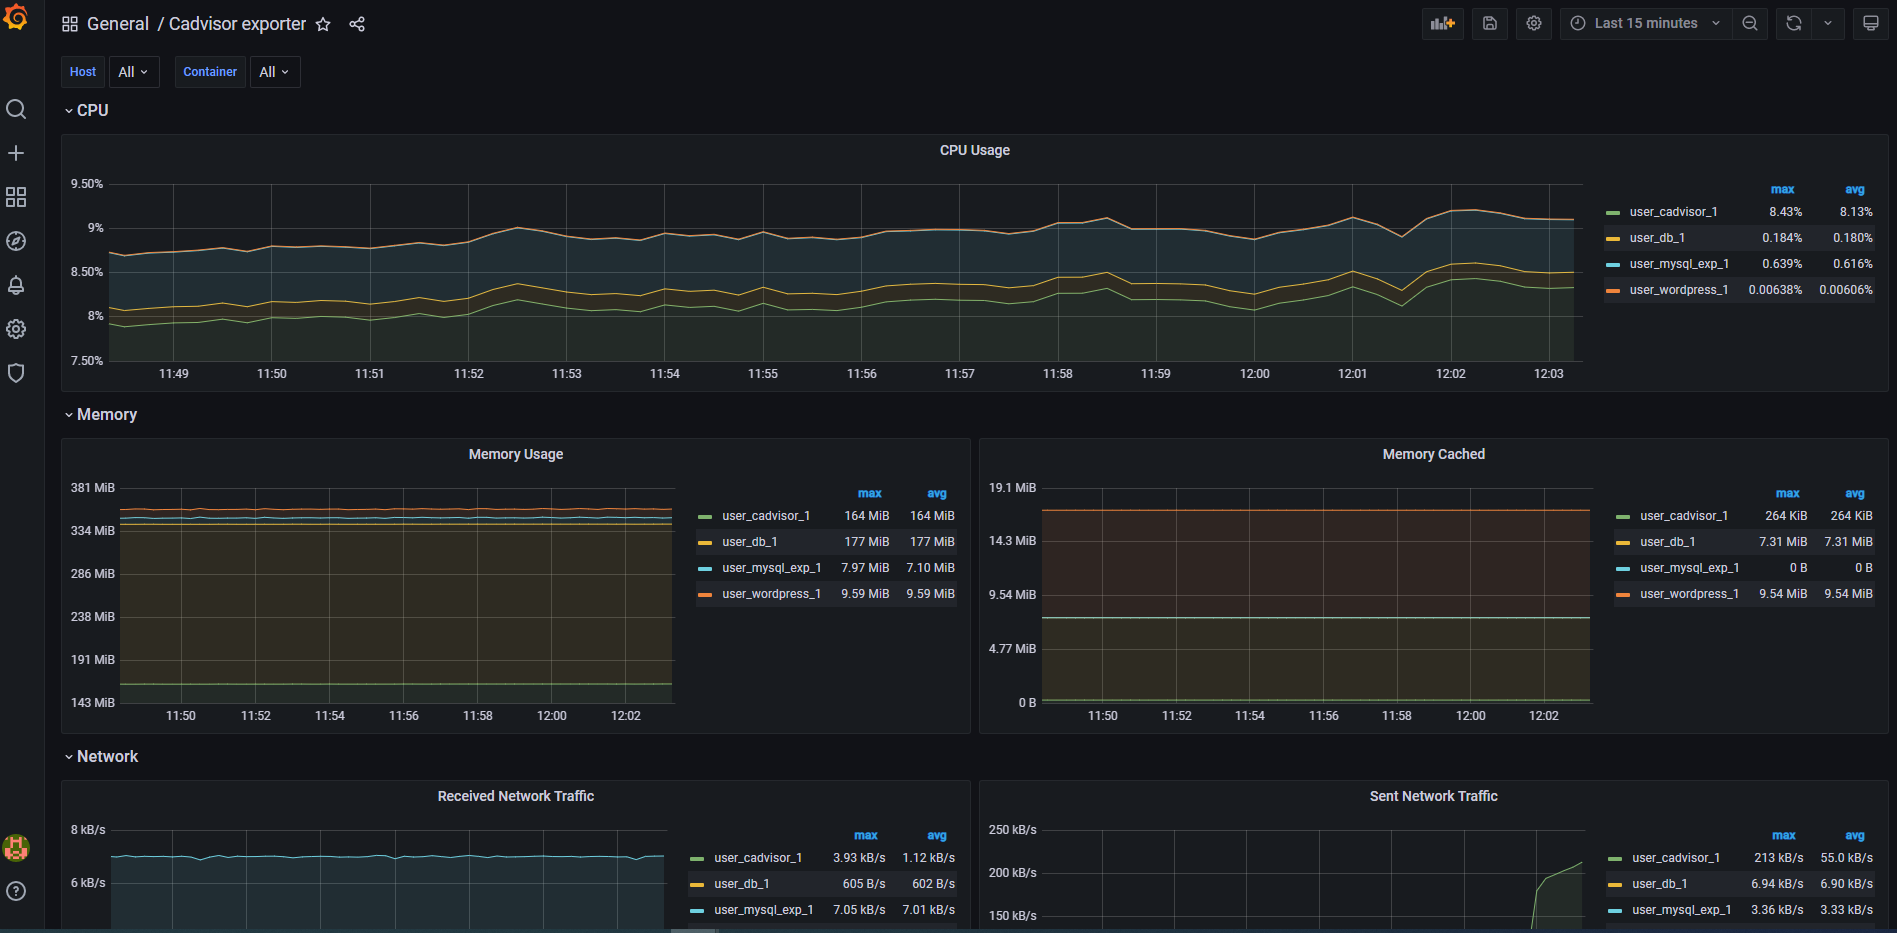 General / Cadvisor exporter
Last 15 minutes
Host All Container All
CPU
CPU Usage
9.50%
9%
8.50%
8%
7.50%
11:49 11:50 11:51 11:52 11:53 11:54 11:55 11:56 11:57 11:58 11:59 12:00 12:01 12:02 12:03
max avg
user_cadvisor_1 8.43% 8.13%
user_db_1 0.184% 0.180%
user_mysql_exp_1 0.639% 0.616%
user_wordpress_1 0.00638% 0.00606%
Memory
Memory Usage
381 MiB
334 MiB
286 MiB
238 MiB
191 MiB
143 MiB
11:50 11:52 11:54 11:56 11:58 12:00 12:02
max avg
user_cadvisor_1 164 MiB 164 MiB
user_db_1 177 MiB 177 MiB
user_mysql_exp_1 7.97 MiB 7.10 MiB
user_wordpress_1 9.59 MiB 9.59 MiB
Memory Cached
19.1 MiB
14.3 MiB
9.54 MiB
4.77 MiB
0 B
11:50 11:52 11:54 11:56 11:58 12:00 12:02
max avg
user_cadvisor_1 264 KiB 264 KiB
user_db_1 7.31 MiB 7.31 MiB
user_mysql_exp_1 0 B 0 B
user_wordpress_1 9.54 MiB 9.54 MiB
Network
Received Network Traffic
8 kB/s
6 kB/s
max avg
user_cadvisor_1 3.93 kB/s 1.12 kB/s
user_db_1 605 B/s 602 B/s
user_mysql_exp_1 7.05 kB/s 7.01 kB/s
Sent Network Traffic
250 kB/s
200 kB/s
150 kB/s
max avg
user_cadvisor_1 213 kB/s 55.0 kB/s
user_db_1 6.94 kB/s 6.90 kB/s
user_mysql_exp_1 3.36 kB/s 3.33 kB/s